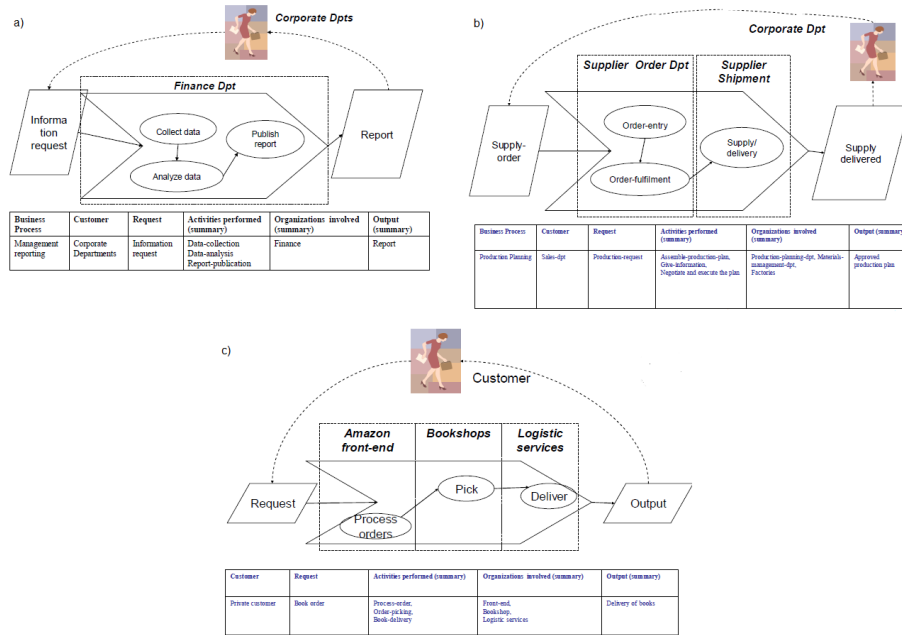 a)
Corporate Dpts
Finance Dpt
Informa
tion
request
Collect data
Analyze data
Publish
report
Report
Business
Process
Customer
Request
Activities performed
(summary)
Organizations involved
(summary)
Output
(summary)
Management
reporting
Corporate
Departments
Information
request
Data-collection
Data-analysis
Report-publication
Finance
Report
b)
Corporate Dpt
Supplier Order Dpt
Supplier
Shipment
Supply-
order
Order-entry
Order-fulfilment
Supply/
delivery
Supply
delivered
Business Process
Customer
Request
Activities performed
(summary)
Organizations involved
(summary)
Output (summary)
Production Planning
Sales-dpt
Production-request
Assemble-production-plan,
Give-information,
Negotiate and execute the plan
Production-planning-dpt, Materials-
management-dpt,
Factories
Approved
production plan
c)
Customer
Amazon
front-end
Bookshops
Logistic
services
Request
Process
orders
Pick
Deliver
Output
Customer
Request
Activities performed (summary)
Organizations involved (summary)
Output (summary)
Private customer
Book order
Process-order,
Order-picking,
Book-delivery
Front-end,
Bookshop,
Logistic services
Delivery of books